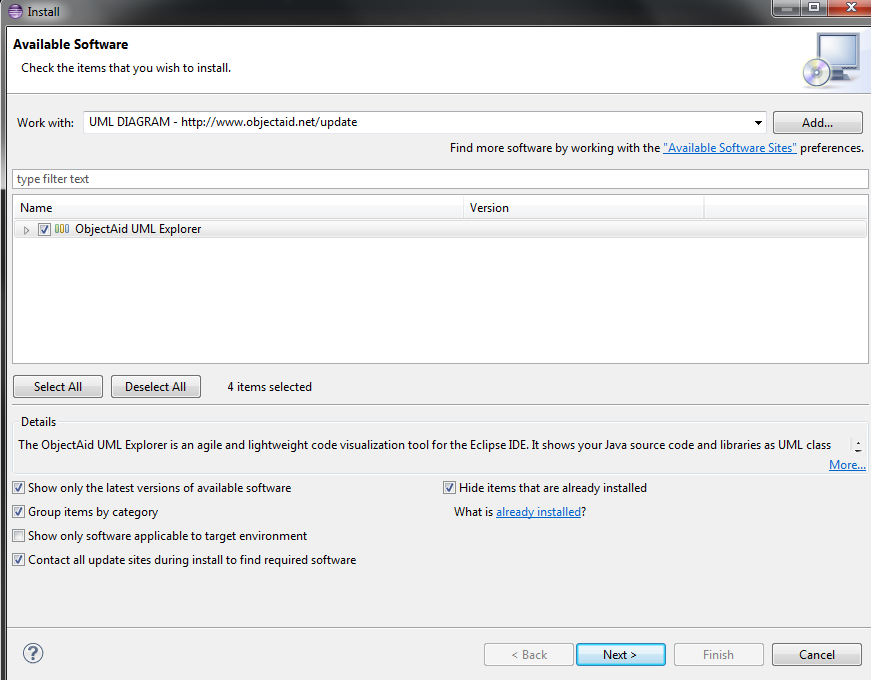 Install
Available Software
Check the items that you wish to install.
Work with: UML DIAGRAM - http://www.objectaid.net/update Add...
Find more software by working with the "Available Software Sites" preferences.
type filter text
Name Version
ObjectAid UML Explorer
Select All Deselect All 4 items selected
Details
The ObjectAid UML Explorer is an agile and lightweight code visualization tool for the Eclipse IDE. It shows your Java source code and libraries as UML class
More...
Show only the latest versions of available software Hide items that are already installed
Group items by category What is already installed?
Show only software applicable to target environment
Contact all update sites during install to find required software
? < Back Next > Finish Cancel